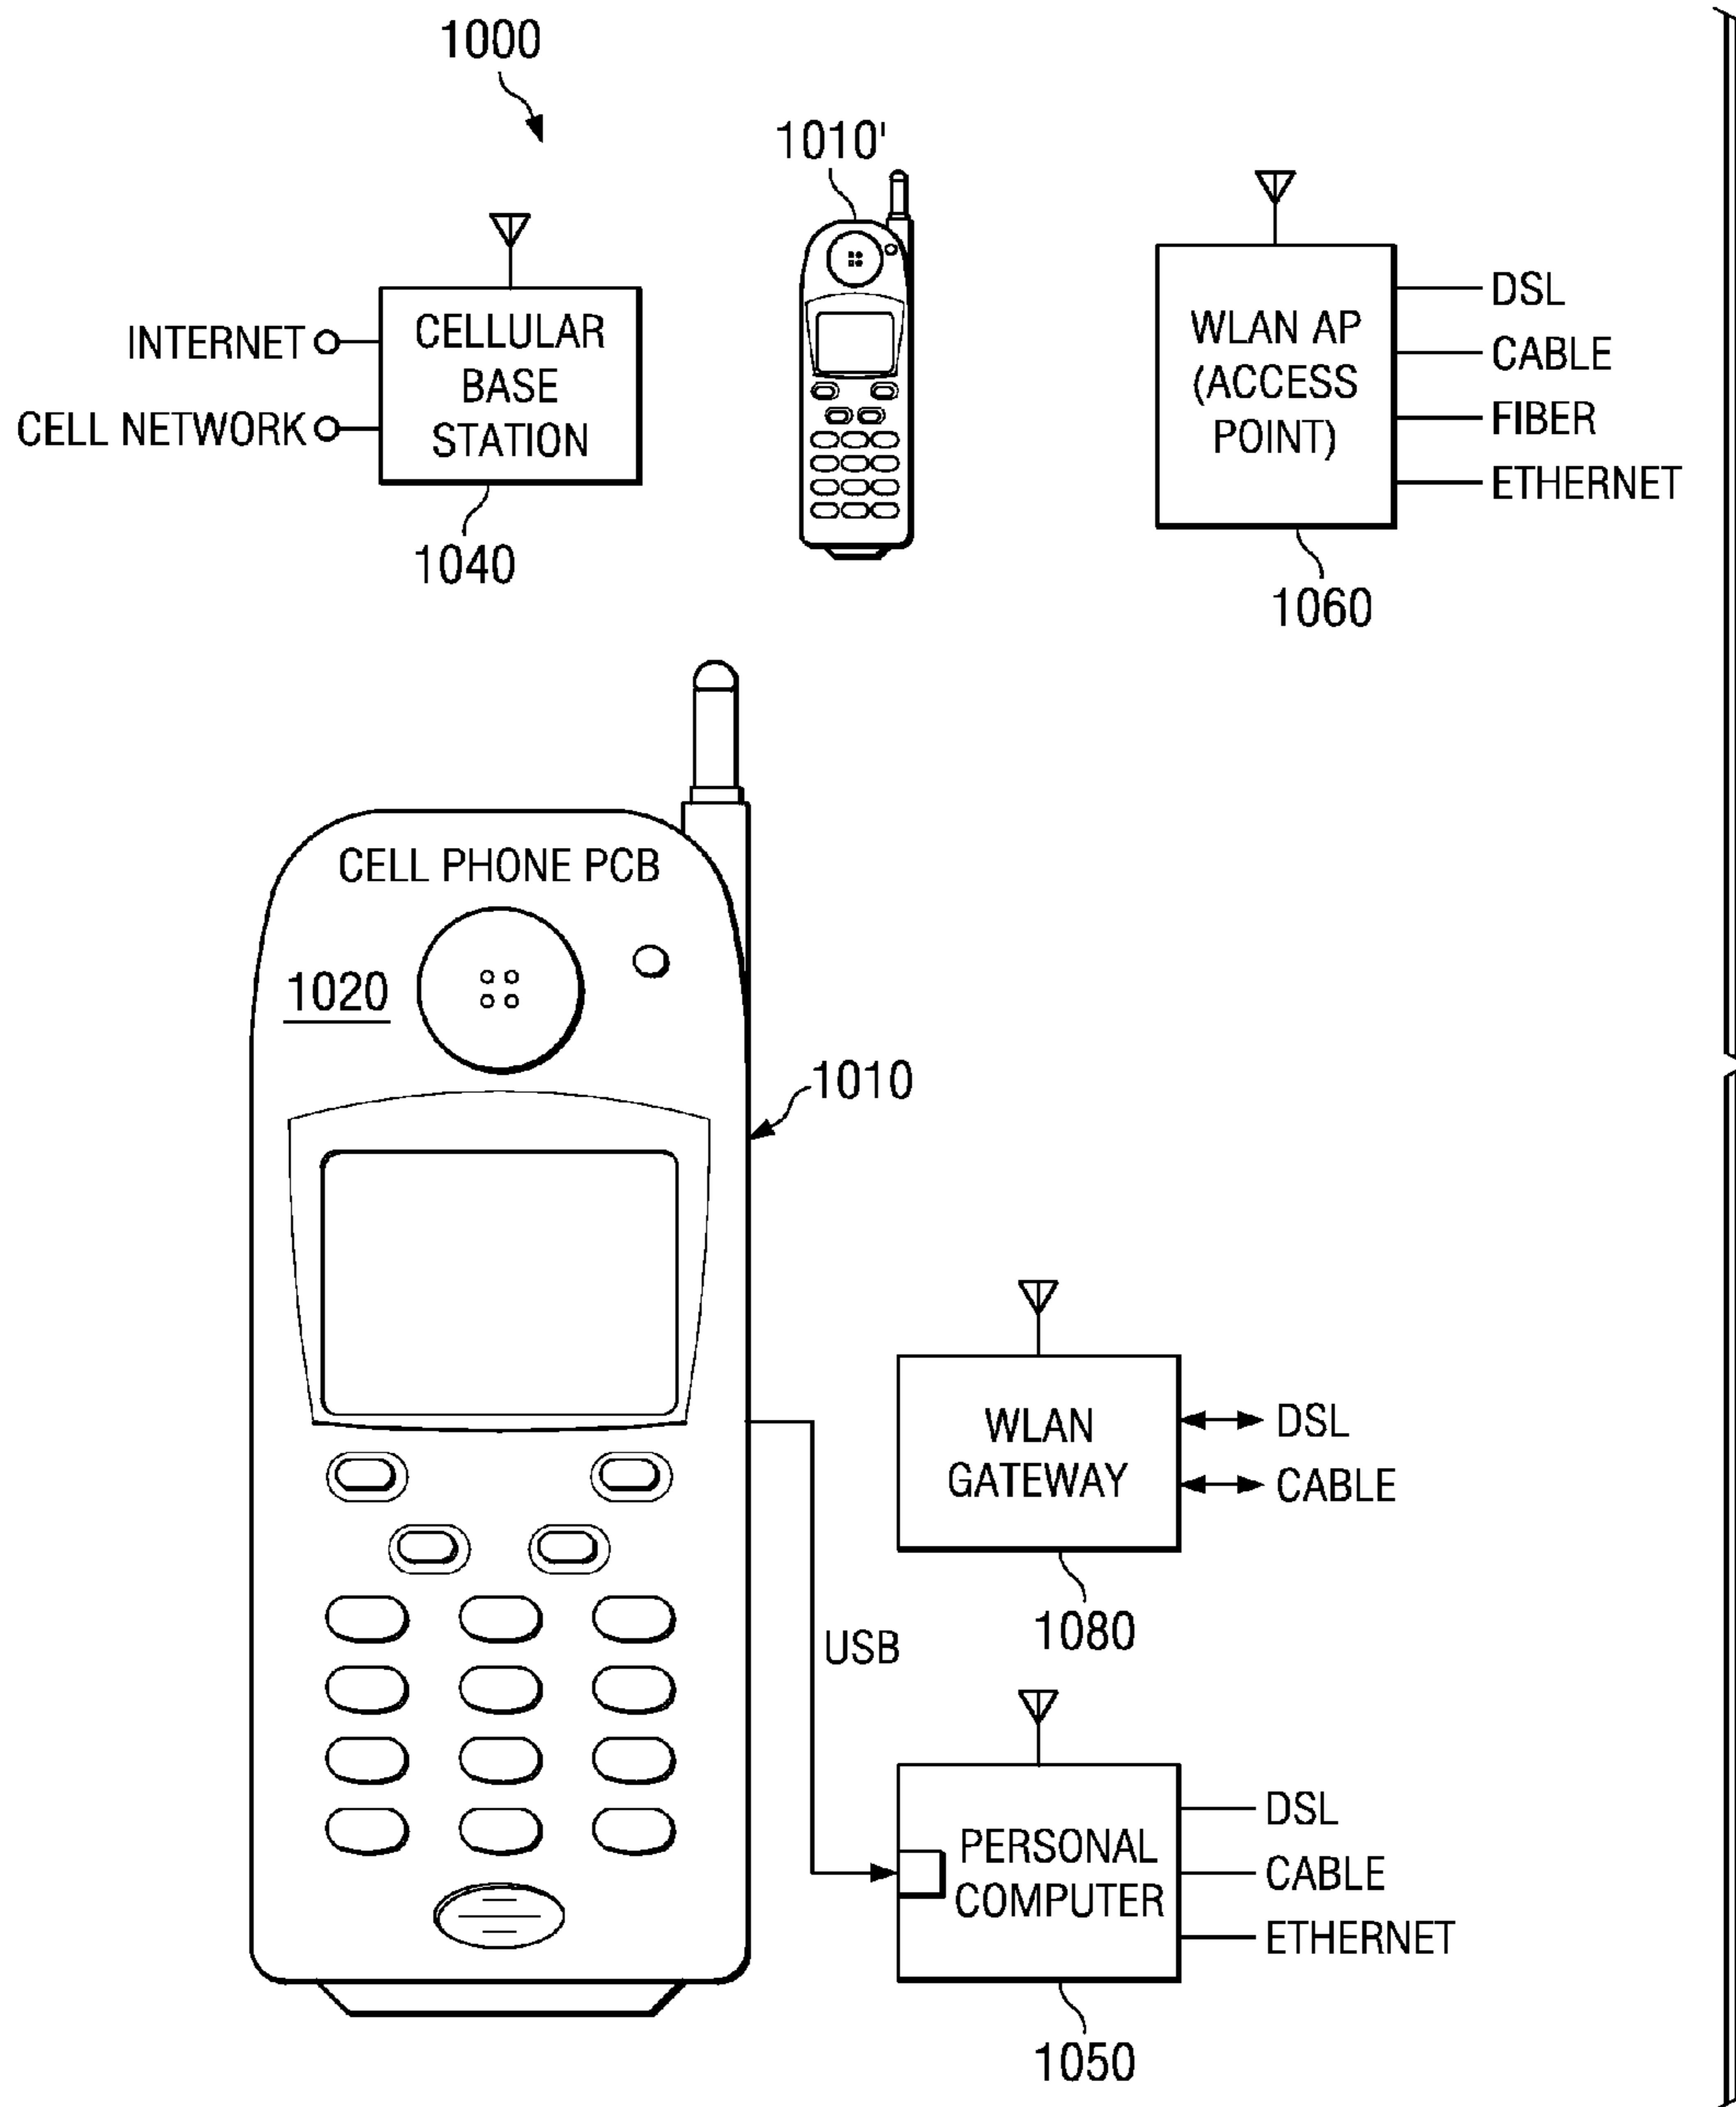 1000
1010'
INTERNET
CELL NETWORK
CELLULAR
BASE
STATION
1040
WLAN AP
(ACCESS
POINT)
DSL
CABLE
FIBER
ETHERNET
1060
CELL PHONE PCB
1020
1010
WLAN
GATEWAY
DSL
CABLE
1080
USB
PERSONAL
COMPUTER
DSL
CABLE
ETHERNET
1050